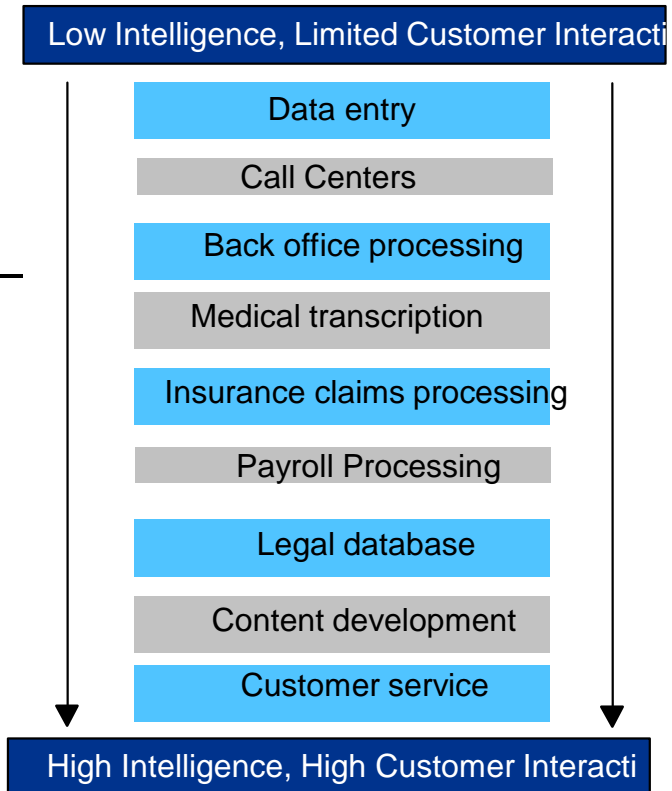 Low Intelligence, Limited Customer Interacti
Data entry
Call Centers
Back office processing
Medical transcription
Insurance claims processing
Payroll Processing
Legal database
Content development
Customer service
High Intelligence, High Customer Interacti